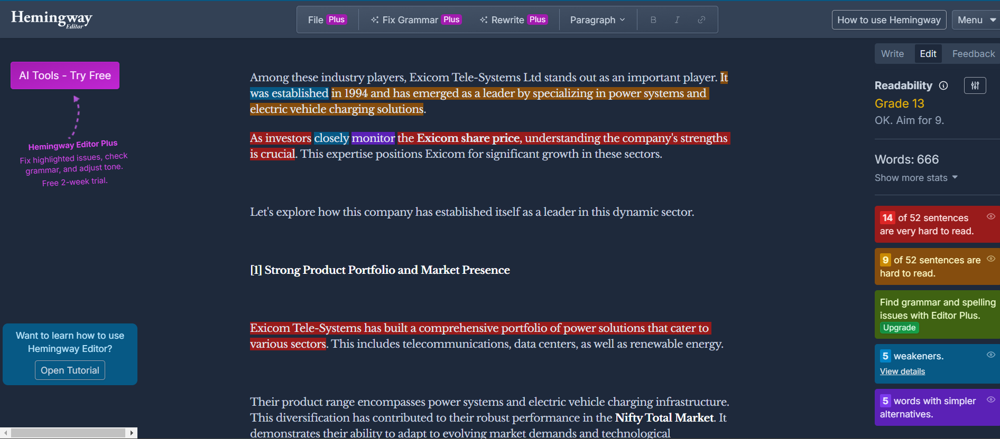 Hemingway
Editor
File Plus
Fix Grammar Plus
Rewrite Plus
Paragraph
B
I
How to use Hemingway
Menu
AI Tools - Try Free
Hemingway Editor Plus
Fix highlighted issues, check
grammar, and adjust tone.
Free 2-week trial.
Want to learn how to use
Hemingway Editor?
Open Tutorial
Among these industry players, Exicom Tele-Systems Ltd stands out as an important player. It
was established in 1994 and has emerged as a leader by specializing in power systems and
electric vehicle charging solutions.
As investors closely monitor the Exicom share price, understanding the company's strengths
is crucial. This expertise positions Exicom for significant growth in these sectors.
Let's explore how this company has established itself as a leader in this dynamic sector.
[1] Strong Product Portfolio and Market Presence
Exicom Tele-Systems has built a comprehensive portfolio of power solutions that cater to
various sectors. This includes telecommunications, data centers, as well as renewable energy.
Their product range encompasses power systems and electric vehicle charging infrastructure.
This diversification has contributed to their robust performance in the Nifty Total Market. It
demonstrates their ability to adapt to evolving market demands and technological
Write
Edit
Feedback
Readability
Grade 13
OK. Aim for 9.
Words: 666
Show more stats
14 of 52 sentences
are very hard to read.
9 of 52 sentences are
hard to read.
Find grammar and spelling
issues with Editor Plus.
Upgrade
5 weakeners.
View details
5 words with simpler
alternatives.